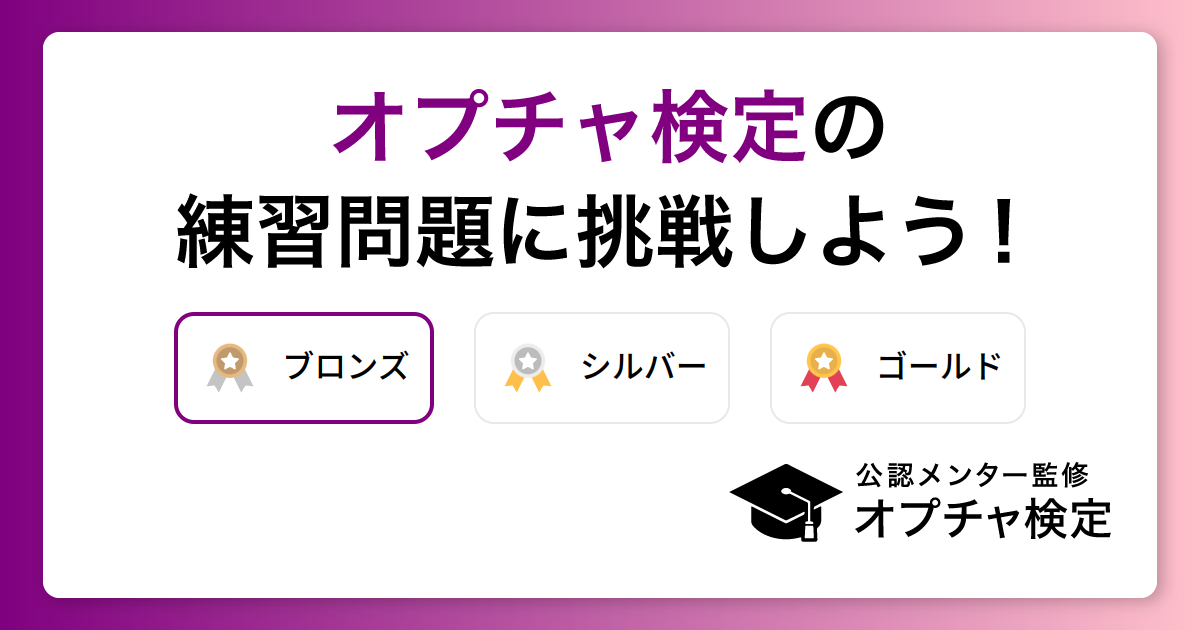 オプチャ検定の
練習問題に挑戦しよう！
ブロンズ
シルバー
ゴールド
公認メンター監修
オプチャ検定